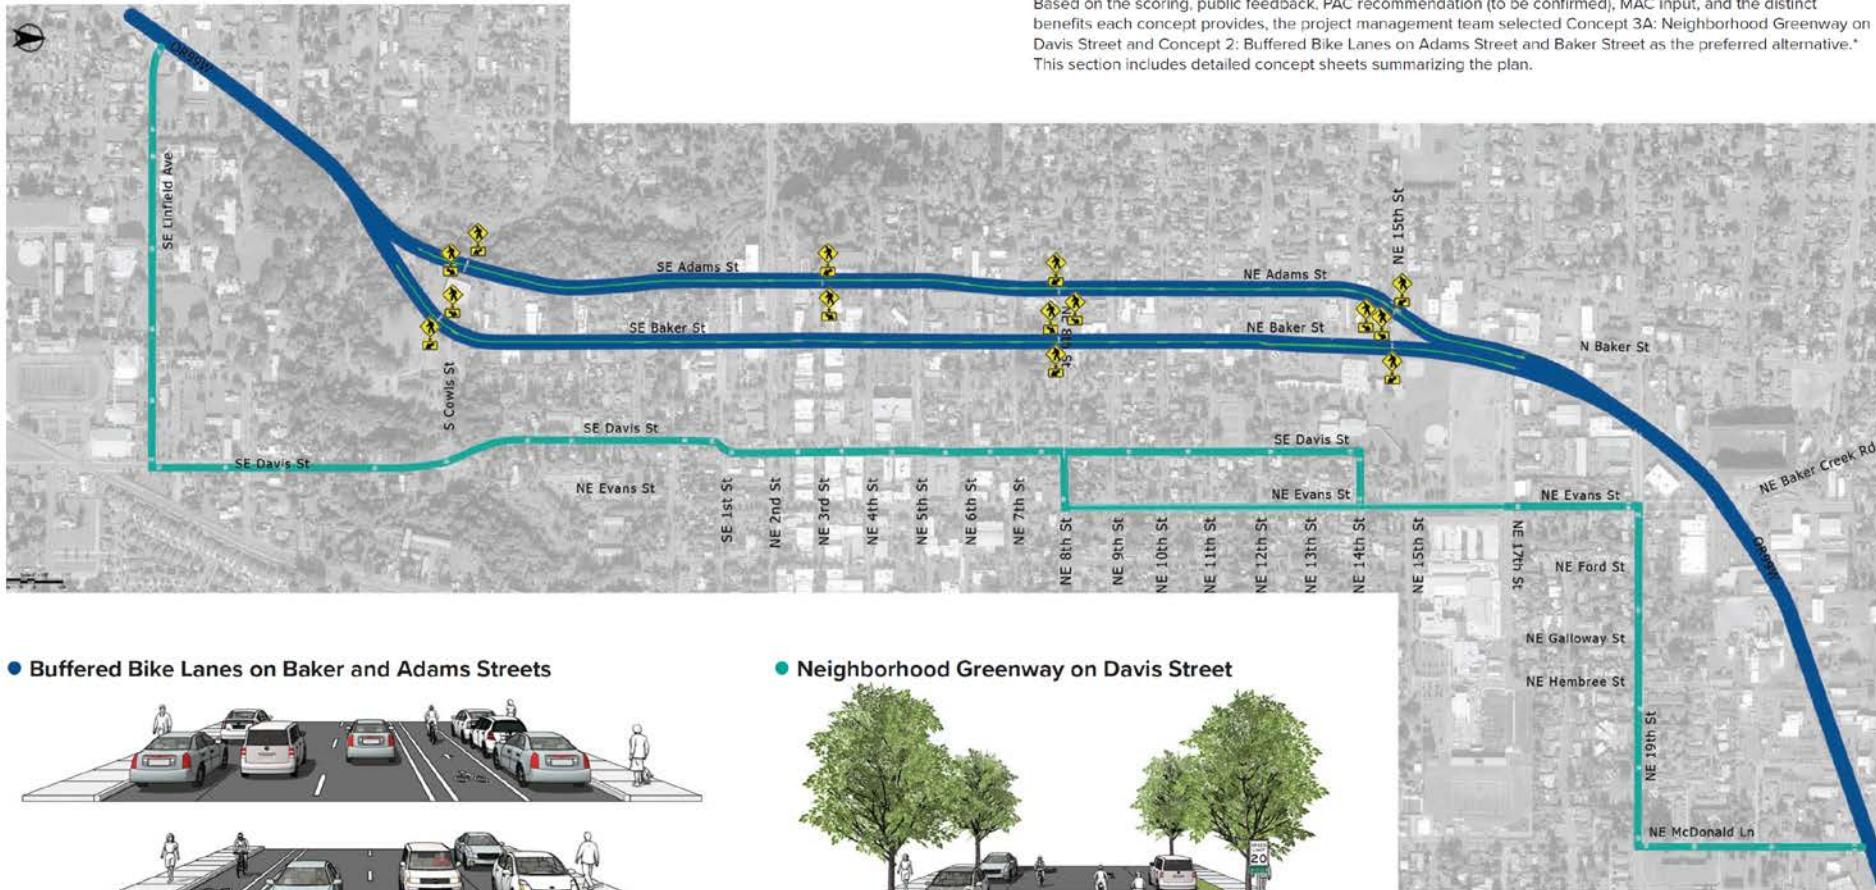 Based on the scoring, public feedback, PAC recommendation (to be confirmed), MAC input, and the distinct
benefits each concept provides, the project management team selected Concept 3A: Neighborhood Greenway on
Davis Street and Concept 2: Buffered Bike Lanes on Adams Street and Baker Street as the preferred alternative.*
This section includes detailed concept sheets summarizing the plan.
OR99W
SE Linfield Ave
S Cowls St
SE Adams St
NE Adams St
NE 15th St
SE Baker St
NE Baker St
NE 8th St
N Baker St
SE Davis St
SE Davis St
SE Davis St
NE Baker Creek Rd
NE Evans St
NE Evans St
NE Evans St
SE 1st St
NE 2nd St
NE 3rd St
NE 4th St
NE 5th St
NE 6th St
NE 7th St
NE 8th St
NE 9th St
NE 10th St
NE 11th St
NE 12th St
NE 13th St
NE 14th St
NE 15th St
NE 17th St
OR99W
NE Ford St
NE Galloway St
NE Hembree St
NE 19th St
NE McDonald Ln
Buffered Bike Lanes on Baker and Adams Streets
Neighborhood Greenway on Davis Street
SPEED
LIMIT
20